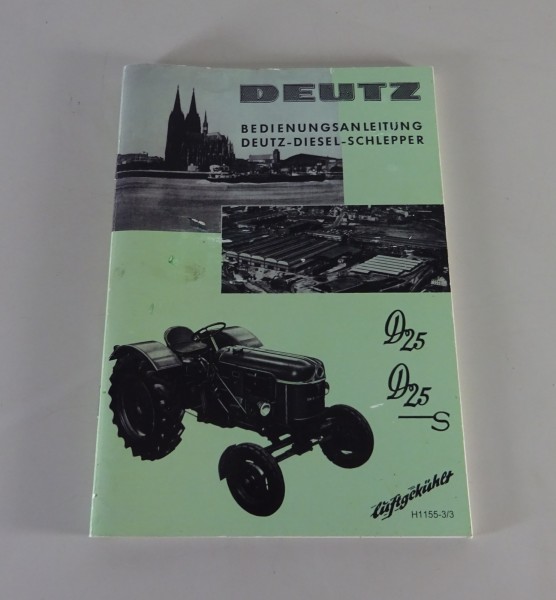 DEUTZ
BEDIENUNGSANLEITUNG
DEUTZ-DIESEL-SCHLEPPER
D25
D25
S
luftgekühlt
H1155-3/3